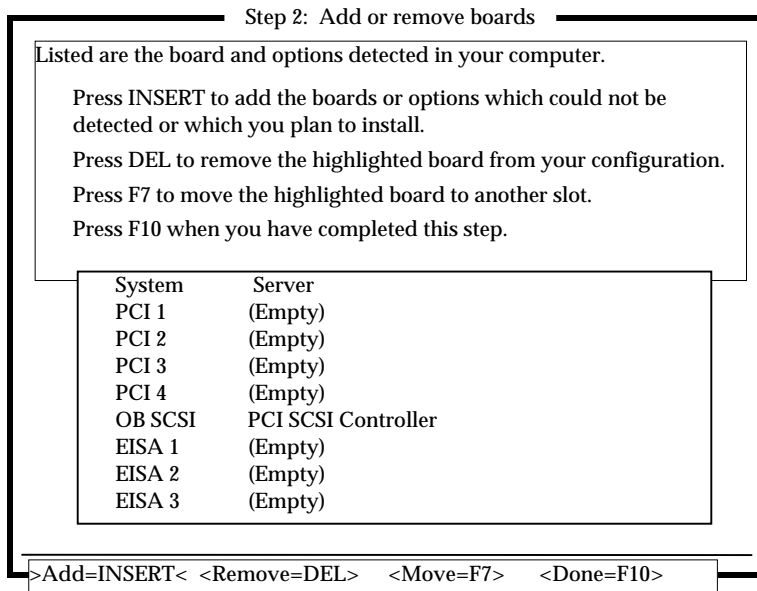 Step 2: Add or remove boards
Listed are the board and options detected in your computer.
Press INSERT to add the boards or options which could not be
detected or which you plan to install.
Press DEL to remove the highlighted board from your configuration.
Press F7 to move the highlighted board to another slot.
Press F10 when you have completed this step.
System Server
PCI 1 (Empty)
PCI 2 (Empty)
PCI 3 (Empty)
PCI 4 (Empty)
OB SCSI PCI SCSI Controller
EISA 1 (Empty)
EISA 2 (Empty)
EISA 3 (Empty)
>Add=INSERT< <Remove=DEL> <Move=F7> <Done=F10>